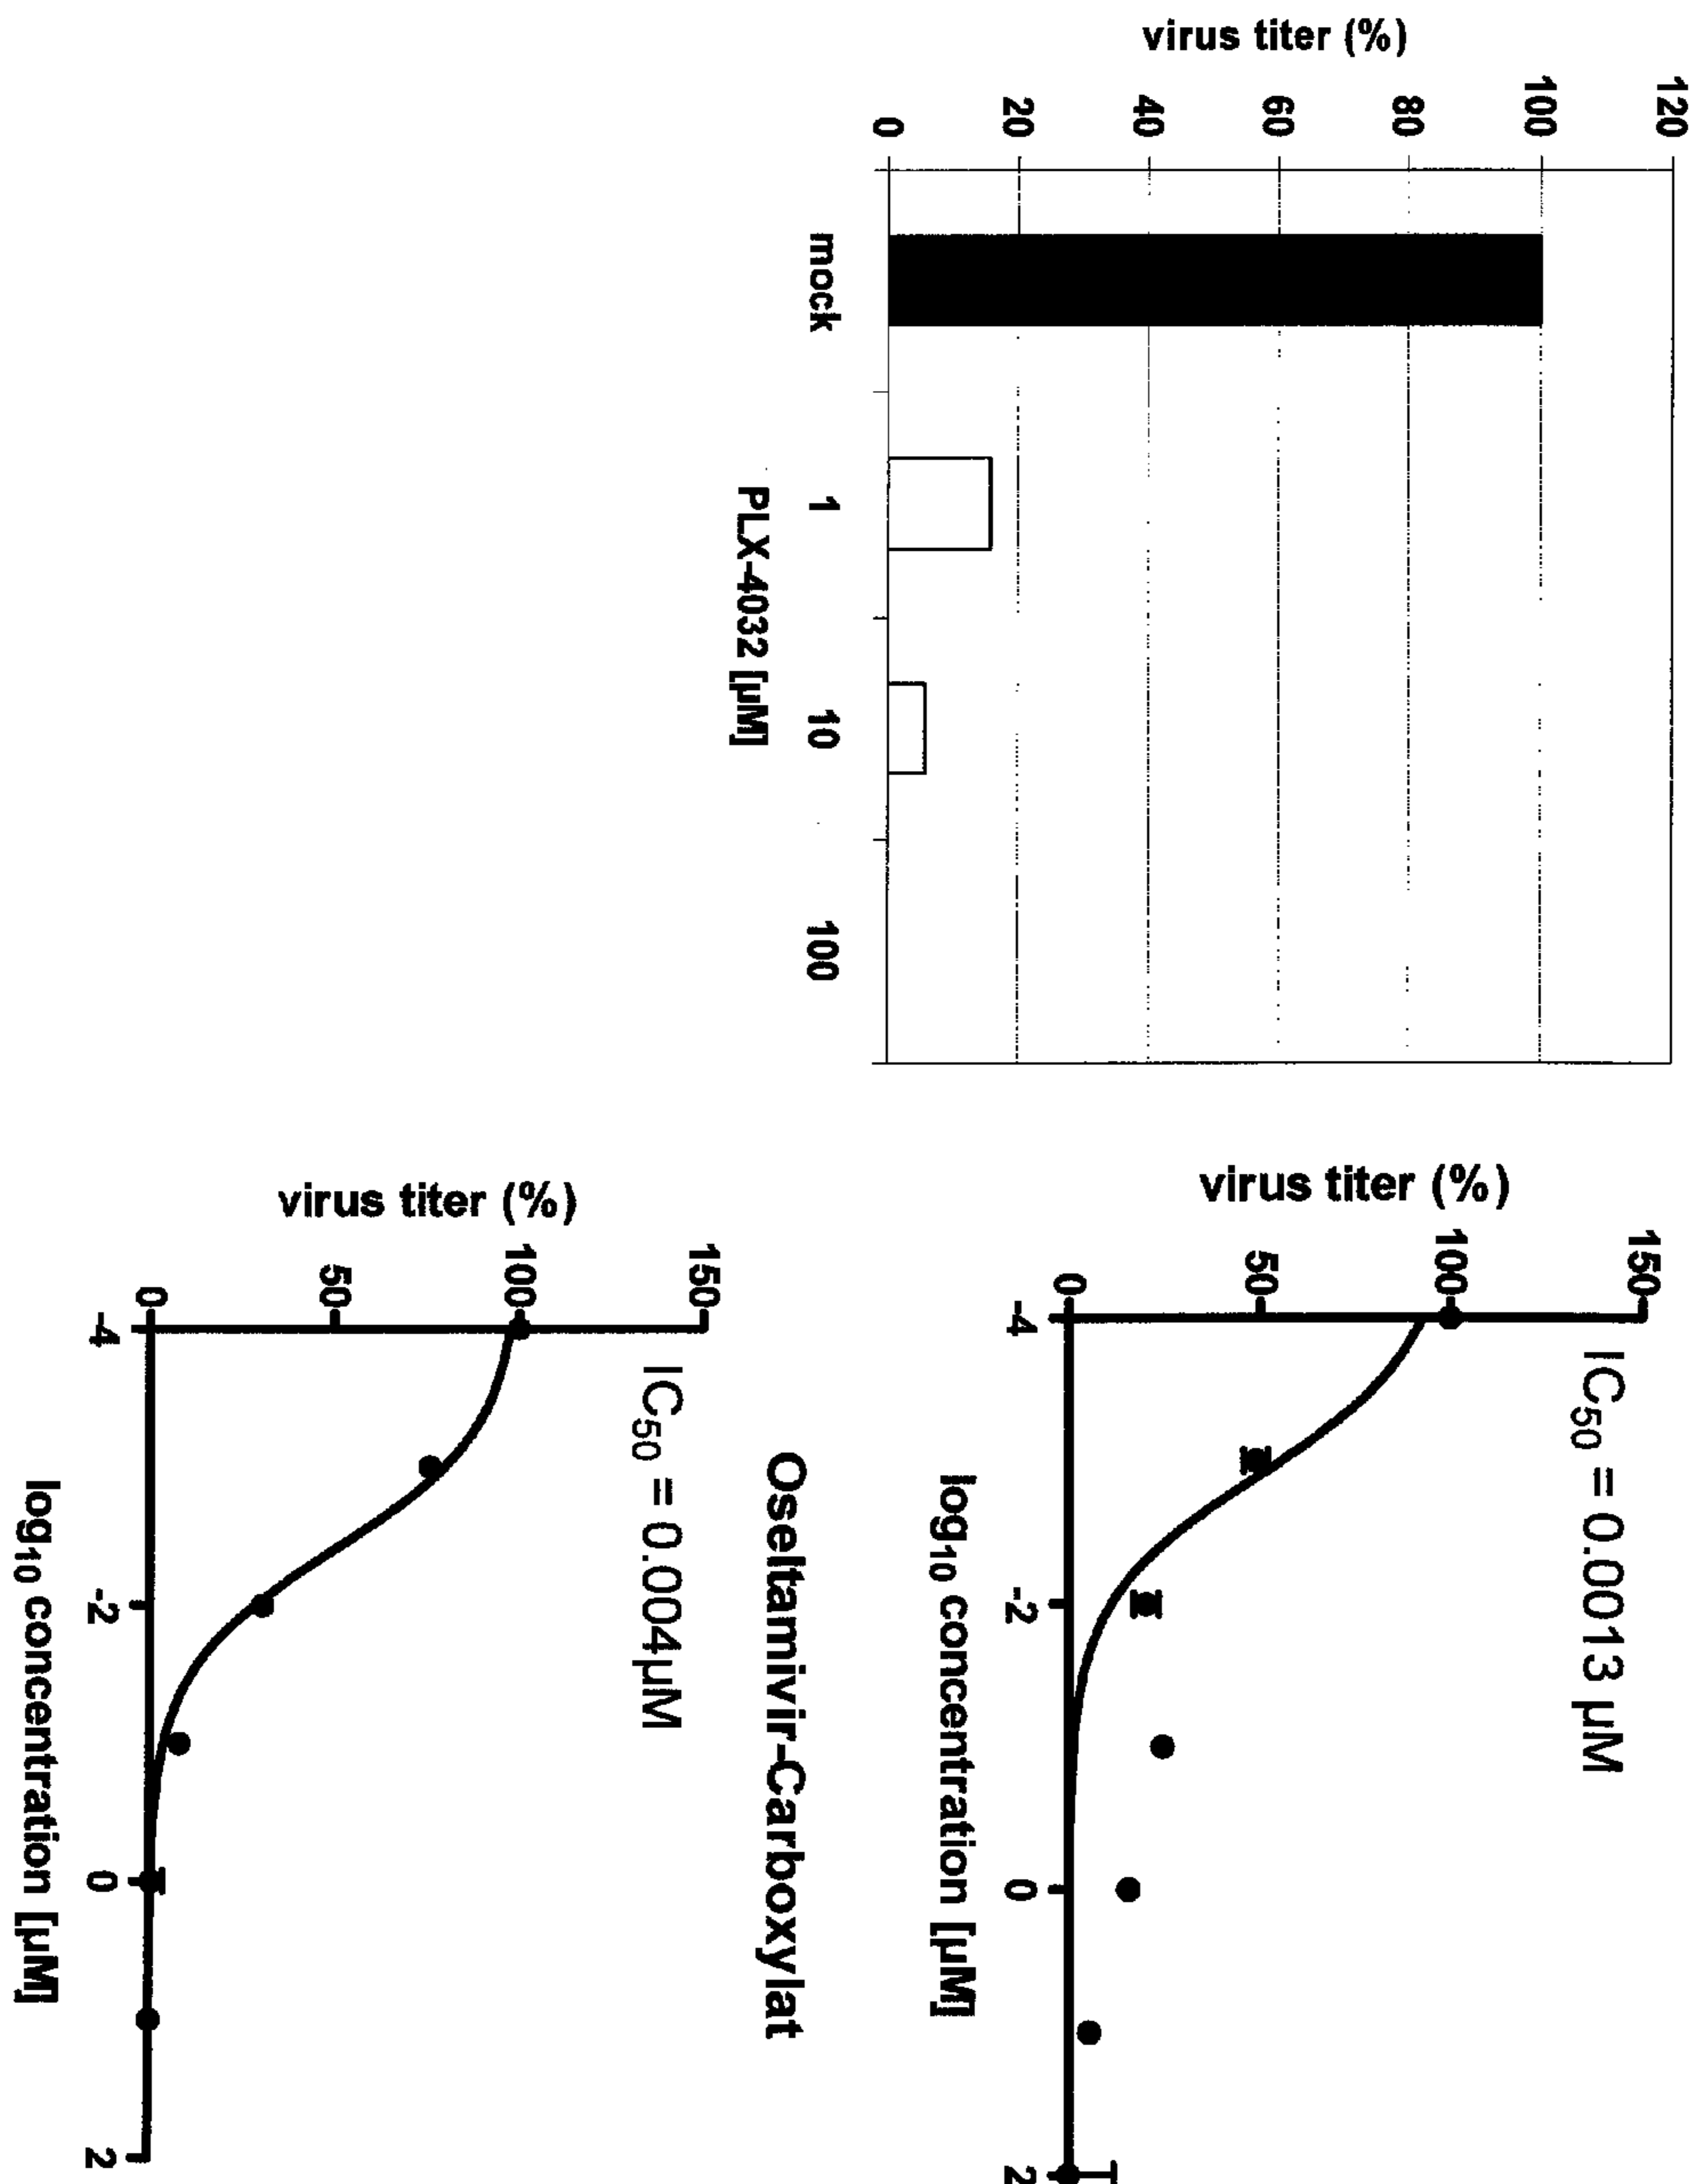 virus titer (%)
120
100
80
60
40
20
0
mock 1 10 100
PLX-4032 [µM]
virus titer (%)
150
100
50
0
IC50 = 0.0013 µM
-4 -2 0 2
log10 concentration [µM]
Oseltamivir-Carboxylat
virus titer (%)
150
100
50
0
IC50 = 0.004µM
-4 -2 0 2
log10 concentration [µM]